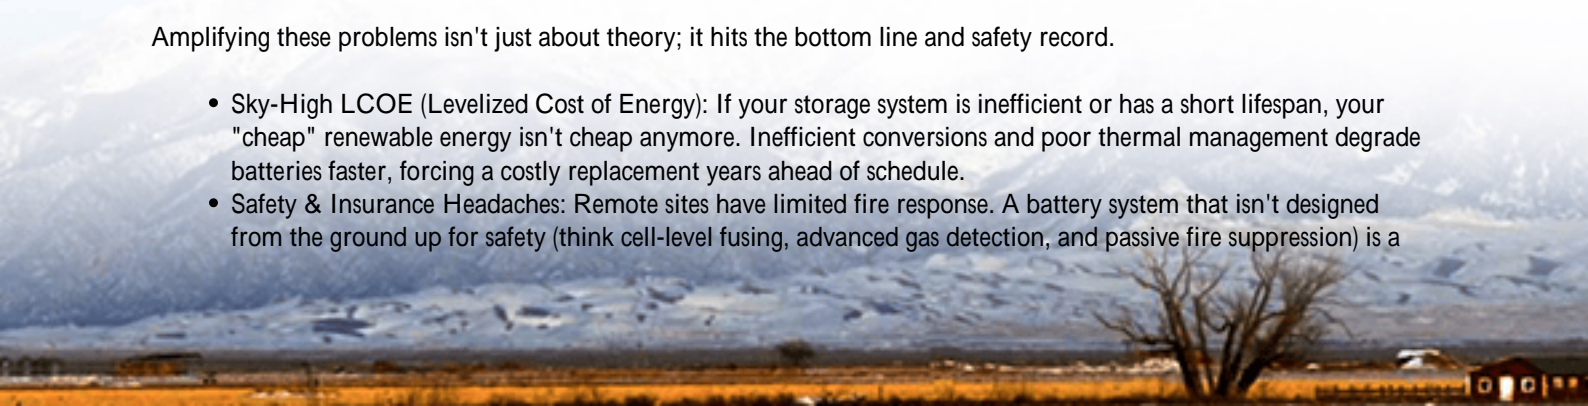 Amplifying these problems isn't just about theory; it hits the bottom line and safety record.
• Sky-High LCOE (Levelized Cost of Energy): If your storage system is inefficient or has a short lifespan, your
"cheap" renewable energy isn't cheap anymore. Inefficient conversions and poor thermal management degrade
batteries faster, forcing a costly replacement years ahead of schedule.
• Safety & Insurance Headaches: Remote sites have limited fire response. A battery system that isn't designed
from the ground up for safety (think cell-level fusing, advanced gas detection, and passive fire suppression) is a